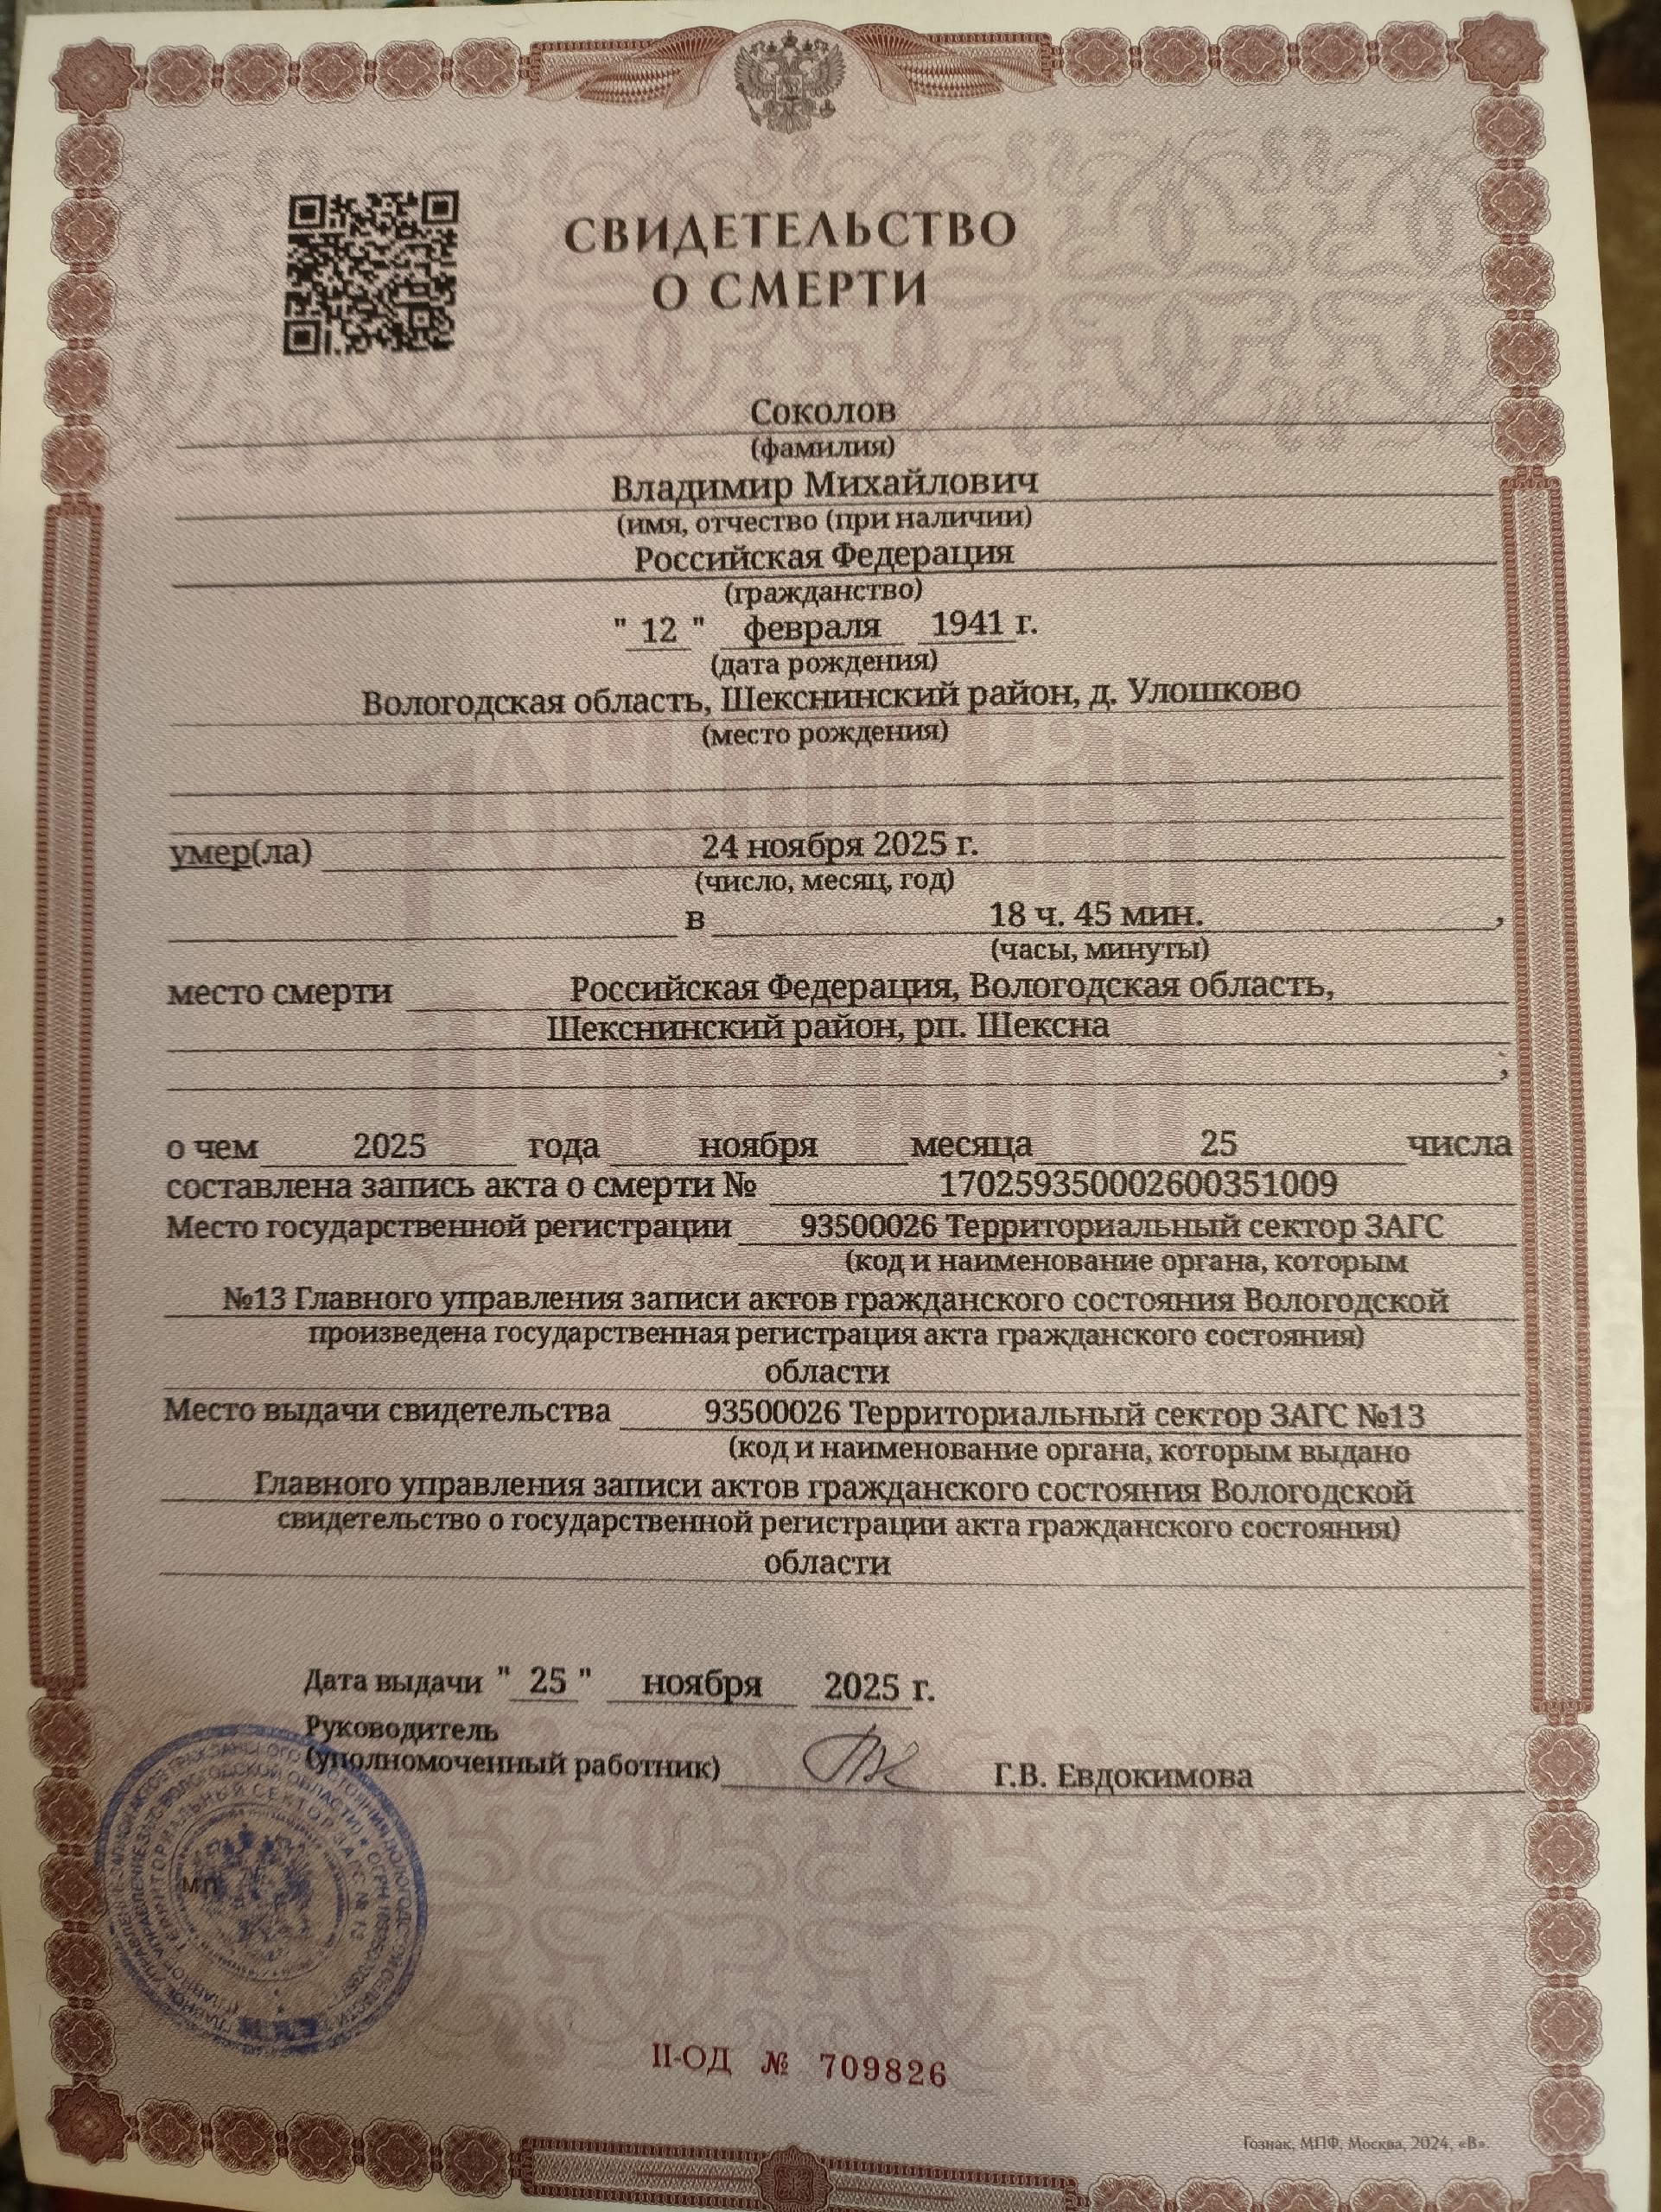 СВИДЕТЕЛЬСТВО
О СМЕРТИ
Соколов
(фамилия)
Владимир Михайлович
(имя, отчество (при наличии)
Российская Федерация
(гражданство)
" 12 " февраля 1941 г.
(дата рождения)
Вологодская область, Шекснинский район, д. Улошково
(место рождения)
умер(ла) 24 ноября 2025 г.
(число, месяц, год)
в 18 ч. 45 мин. ,
(часы, минуты)
место смерти Российская Федерация, Вологодская область,
Шекснинский район, рп. Шексна
;
о чем 2025 года ноября месяца 25 числа
составлена запись акта о смерти № 170259350002600351009
Место государственной регистрации 93500026 Территориальный сектор ЗАГС
(код и наименование органа, которым
№13 Главного управления записи актов гражданского состояния Вологодской
произведена государственная регистрация акта гражданского состояния)
области
Место выдачи свидетельства 93500026 Территориальный сектор ЗАГС №13
(код и наименование органа, которым выдано
Главного управления записи актов гражданского состояния Вологодской
свидетельство о государственной регистрации акта гражданского состояния)
области
Дата выдачи " 25 " ноября 2025 г.
Руководитель
(уполномоченный работник) Г.В. Евдокимова
МП
ТЕРРИТОРИАЛЬНЫЙ СЕКТОР ЗАГС № 13
II-ОД № 709826
Гознак, МПФ, Москва, 2024, «В».